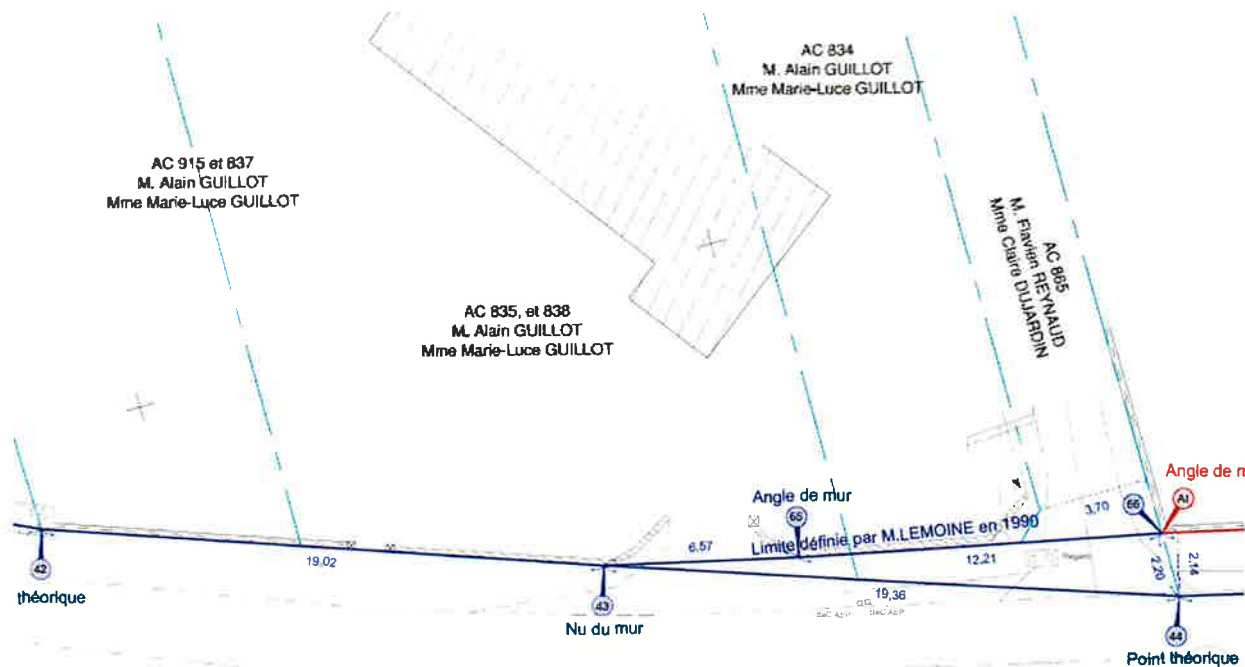 AC 834
M. Alain GUILLOT
Mme Marie-Luce GUILLOT
AC 915 et 837
M. Alain GUILLOT
Mme Marie-Luce GUILLOT
AC 865
M. Flavien REYNAUD
Mme Claire DUJARDIN
AC 835, et 838
M. Alain GUILLOT
Mme Marie-Luce GUILLOT
Angle de m
Angle de mur
65
66
AI
3,70
Limite définie par M.LEMOINE en 1990
6,57
12,21
19,02
2,20
2,14
42
théorique
43
19,36
Nu du mur
44
Point théorique